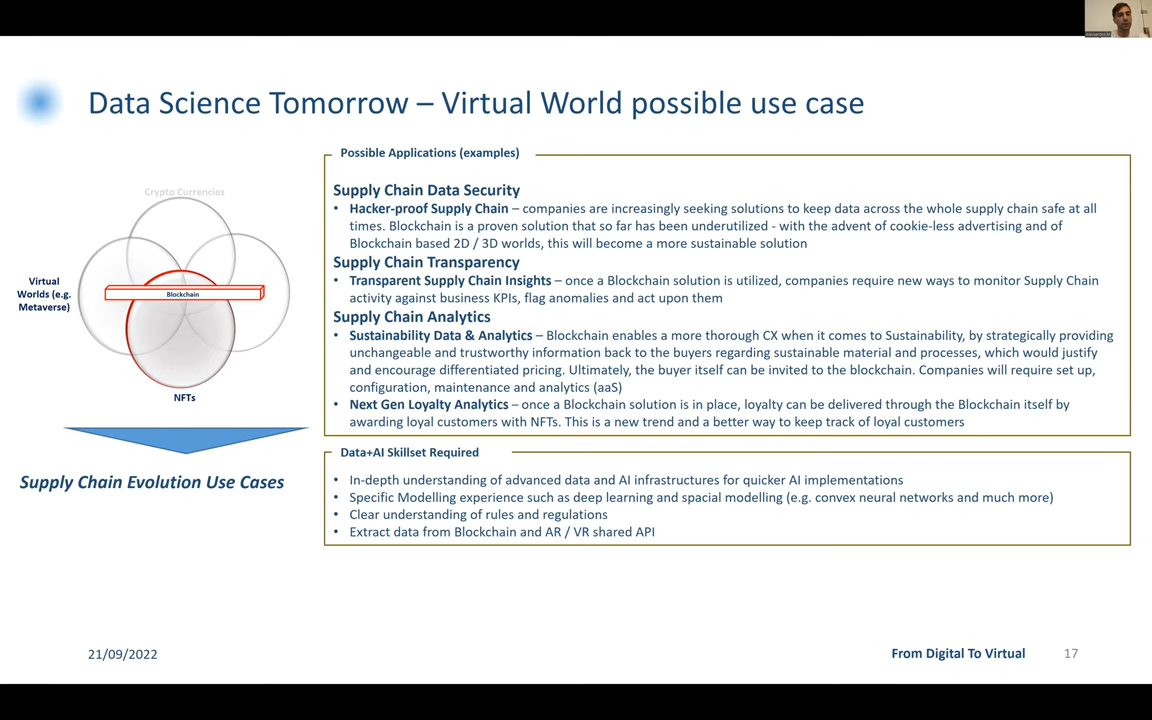 Data Science Tomorrow – Virtual World possible use case
Possible Applications (examples)
Supply Chain Data Security
• Hacker-proof Supply Chain – companies are increasingly seeking solutions to keep data across the whole supply chain safe at all
times. Blockchain is a proven solution that so far has been underutilized - with the advent of cookie-less advertising and of
Blockchain based 2D / 3D worlds, this will become a more sustainable solution
Supply Chain Transparency
• Transparent Supply Chain Insights – once a Blockchain solution is utilized, companies require new ways to monitor Supply Chain
activity against business KPIs, flag anomalies and act upon them
Supply Chain Analytics
• Sustainability Data & Analytics – Blockchain enables a more thorough CX when it comes to Sustainability, by strategically providing
unchangeable and trustworthy information back to the buyers regarding sustainable material and processes, which would justify
and encourage differentiated pricing. Ultimately, the buyer itself can be invited to the blockchain. Companies will require set up,
configuration, maintenance and analytics (aaS)
• Next Gen Loyalty Analytics – once a Blockchain solution is in place, loyalty can be delivered through the Blockchain itself by
awarding loyal customers with NFTs. This is a new trend and a better way to keep track of loyal customers
Crypto Currencies
Virtual
Worlds (e.g.
Metaverse)
Blockchain
NFTs
Supply Chain Evolution Use Cases
Data+AI Skillset Required
• In-depth understanding of advanced data and AI infrastructures for quicker AI implementations
• Specific Modelling experience such as deep learning and spacial modelling (e.g. convex neural networks and much more)
• Clear understanding of rules and regulations
• Extract data from Blockchain and AR / VR shared API
21/09/2022
From Digital To Virtual
17